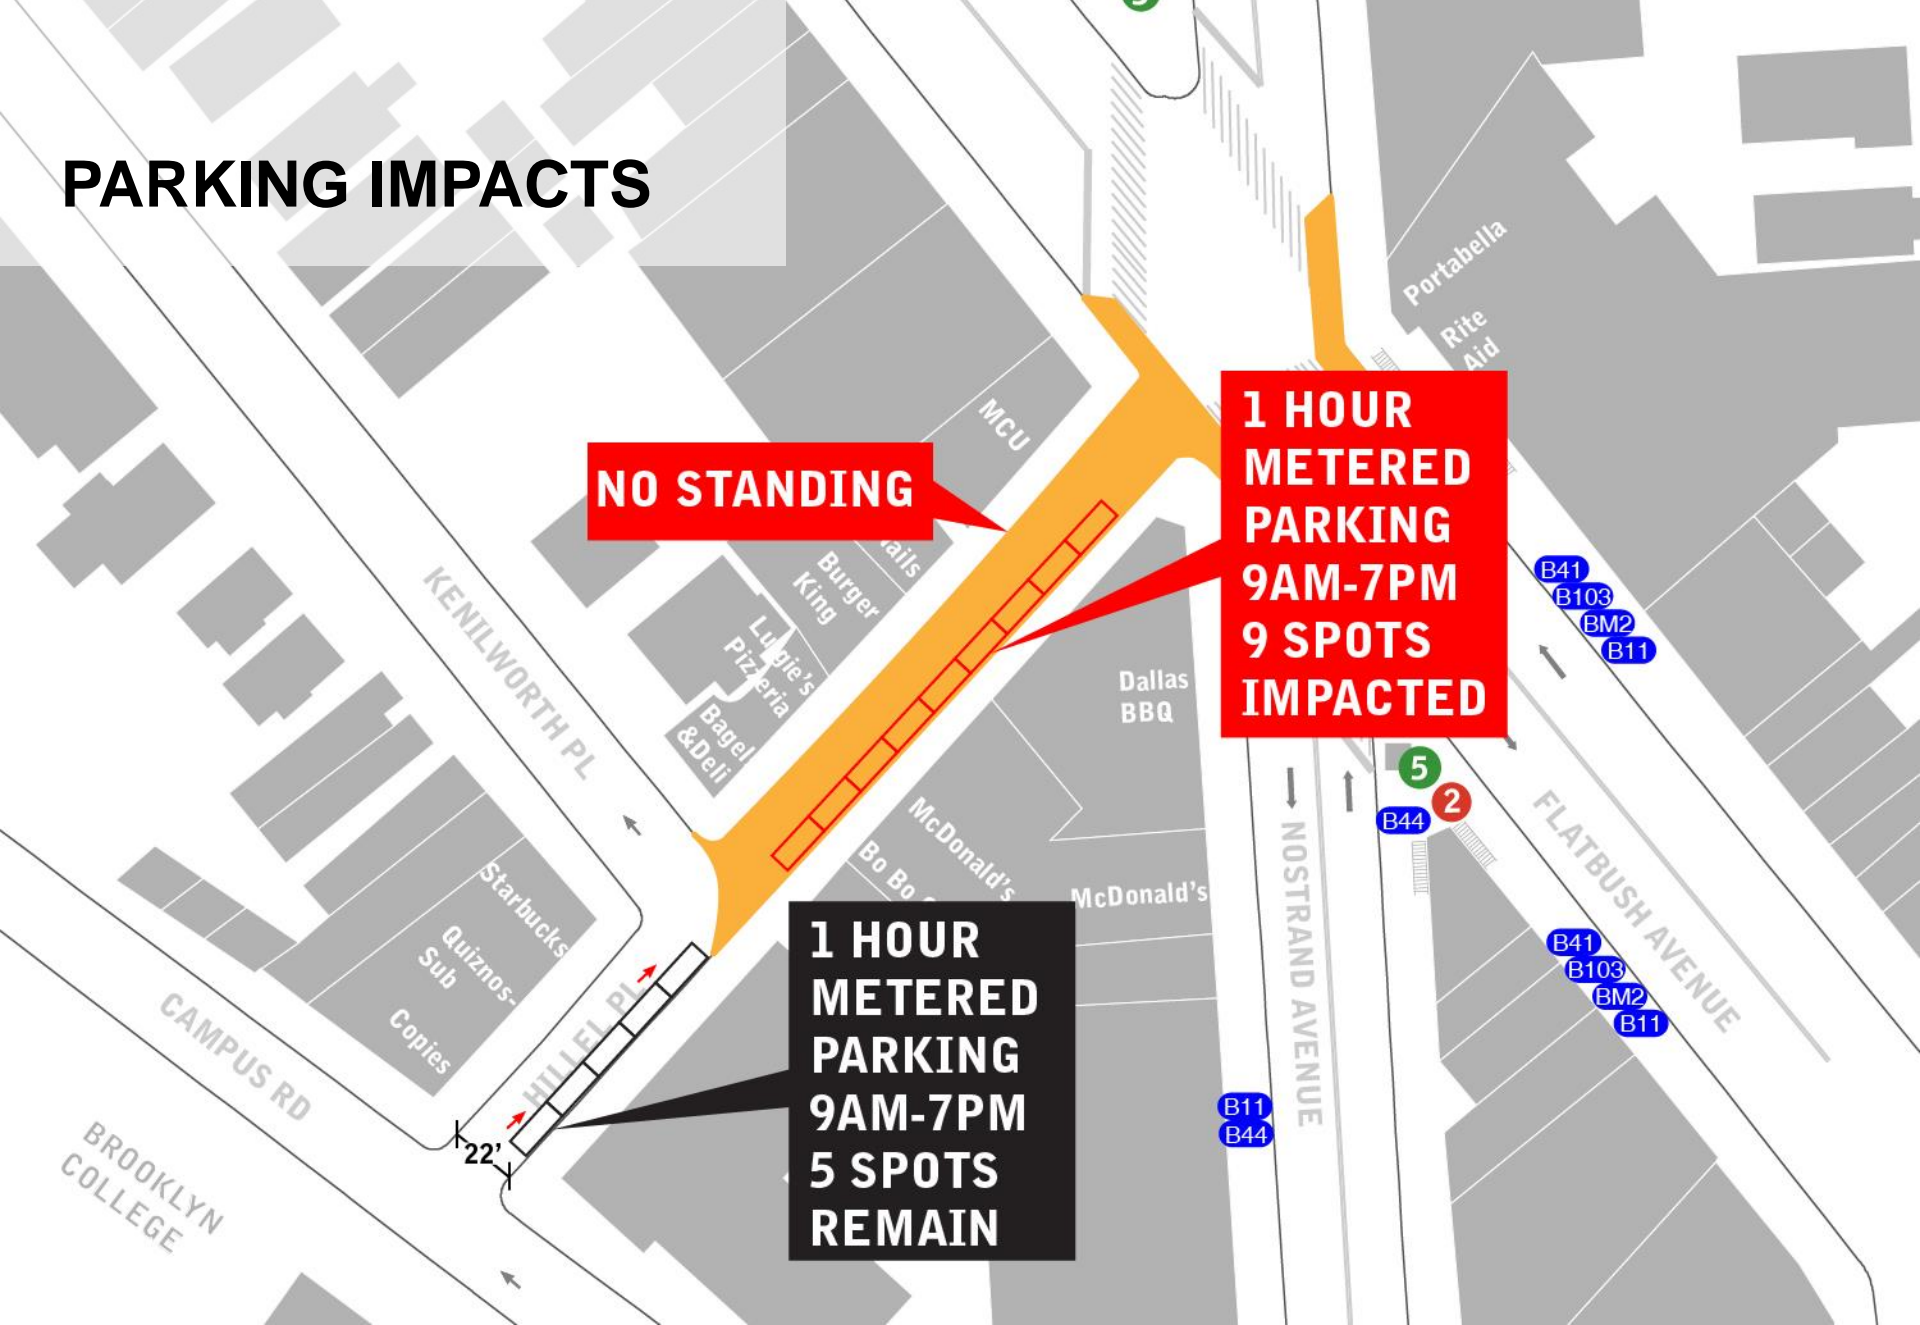 PARKING IMPACTS
5
Portabella
Rite
Aid
MCU
NO STANDING
1 HOUR
METERED
PARKING
9AM-7PM
9 SPOTS
IMPACTED
Burger
King
Luigie's
Pizzeria
Bagel
&Deli
KENILWORTH PL
Dallas
BBQ
B41
B103
BM2
B11
5
2
B44
McDonald's
Bo Bo
McDonald's
NOSTRAND AVENUE
FLATBUSH AVENUE
Starbucks
Quiznos-
Sub
Copies
HILLEL PL
CAMPUS RD
22’
BROOKLYN
COLLEGE
1 HOUR
METERED
PARKING
9AM-7PM
5 SPOTS
REMAIN
B41
B103
BM2
B11
B11
B44